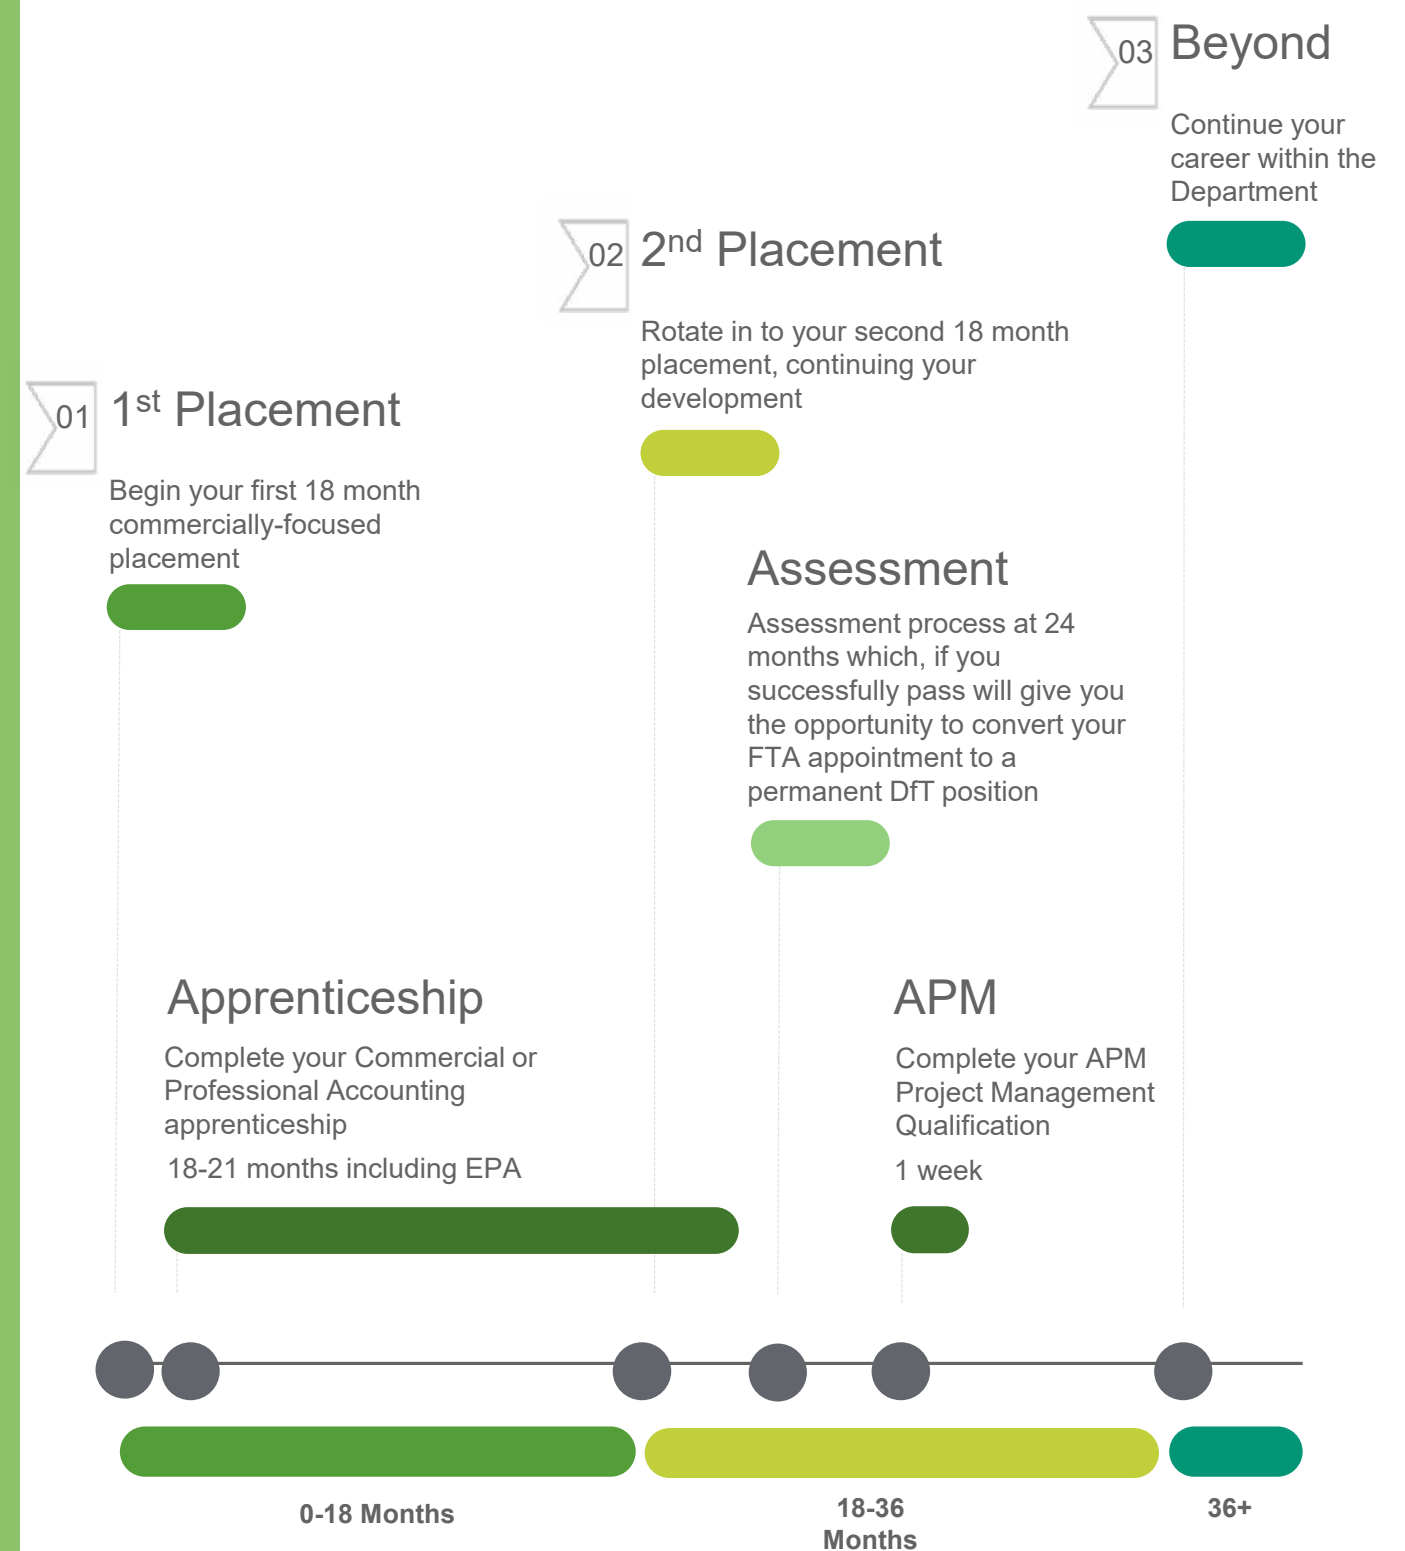 03
Beyond
Continue your
career within the
Department
02
2nd Placement
Rotate in to your second 18 month
placement, continuing your
development
01
1st Placement
Begin your first 18 month
commercially-focused
placement
Assessment
Assessment process at 24
months which, if you
successfully pass will give you
the opportunity to convert your
FTA appointment to a
permanent DfT position
Apprenticeship
Complete your Commercial or
Professional Accounting
apprenticeship
18-21 months including EPA
APM
Complete your APM
Project Management
Qualification
1 week
0-18 Months
18-36
Months
36+